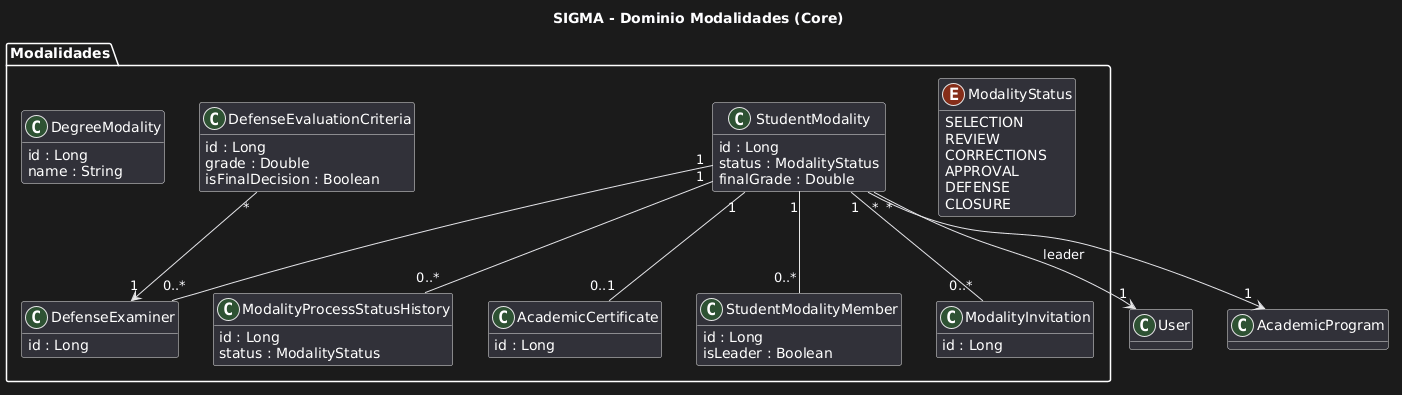 SIGMA - Dominio Modalidades (Core)
Modalidades
C DegreeModality
id : Long
name : String
C DefenseEvaluationCriteria
id : Long
grade : Double
isFinalDecision : Boolean
C StudentModality
id : Long
status : ModalityStatus
finalGrade : Double
E ModalityStatus
SELECTION
REVIEW
CORRECTIONS
APPROVAL
DEFENSE
CLOSURE
1
1
*
1
1
1
*
*
leader
1
0..*
0..*
0..1
0..*
0..*
1
1
C DefenseExaminer
id : Long
C ModalityProcessStatusHistory
id : Long
status : ModalityStatus
C AcademicCertificate
id : Long
C StudentModalityMember
id : Long
isLeader : Boolean
C ModalityInvitation
id : Long
C User
C AcademicProgram